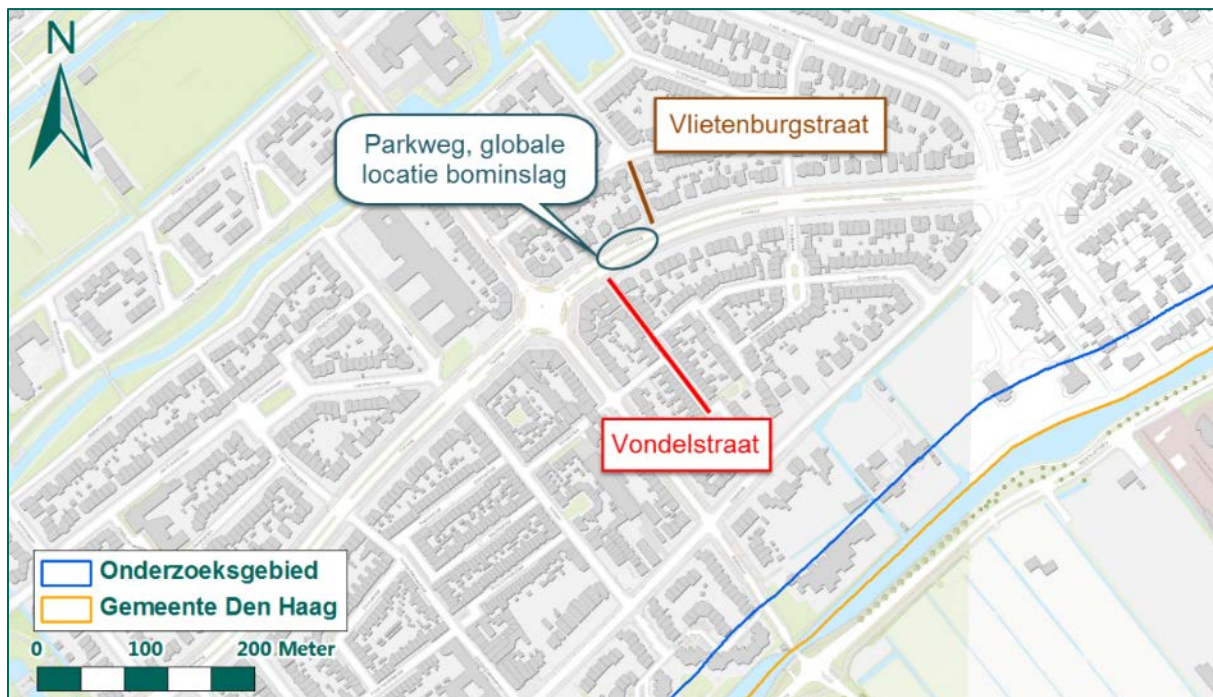 N
Vlietenburgstraat
Parkweg, globale
locatie bominslag
Vondelstraat
Onderzoeksgebied
Gemeente Den Haag
0 100 200 Meter